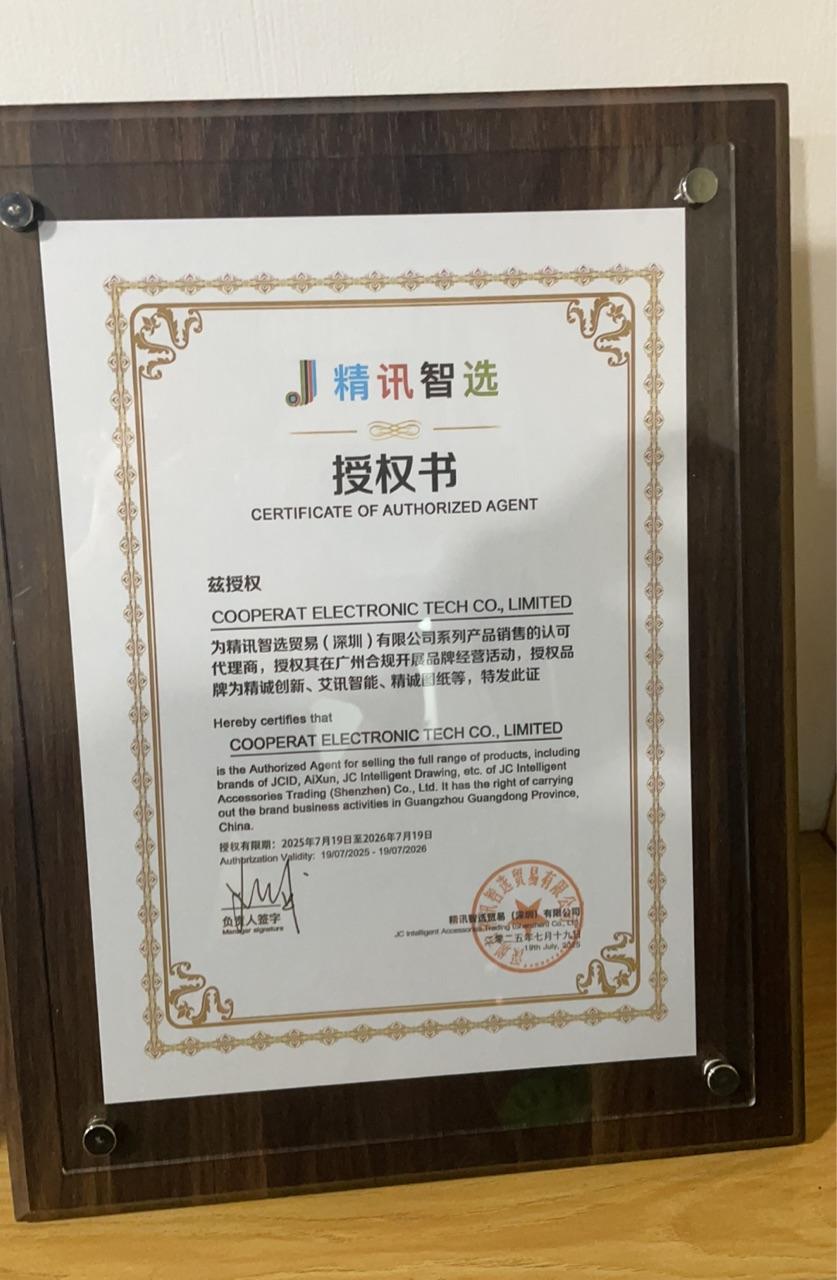 精讯智选
授权书
CERTIFICATE OF AUTHORIZED AGENT
兹授权
COOPERAT ELECTRONIC TECH CO., LIMITED
为精讯智选贸易（深圳）有限公司系列产品销售的认可
代理商，授权其在广州合规开展品牌经营活动，授权品
牌为精诚创新、艾讯智能、精诚图纸等，特发此证
Hereby certifies that
COOPERAT ELECTRONIC TECH CO., LIMITED
is the Authorized Agent for selling the full range of products, including
brands of JCID, AiXun, JC Intelligent Drawing, etc. of JC Intelligent
Accessories Trading (Shenzhen) Co., Ltd. It has the right of carrying
out the brand business activities in Guangzhou Guangdong Province,
China.
授权有限期：2025年7月19日至2026年7月19日
Authorization Validity: 19/07/2025 - 19/07/2026
负责人签字
Manager signature
精讯智选贸易（深圳）有限公司
JC Intelligent Accessories Trading (Shenzhen) Co., Ltd.
二零二五年七月十九日
19th July, 2025